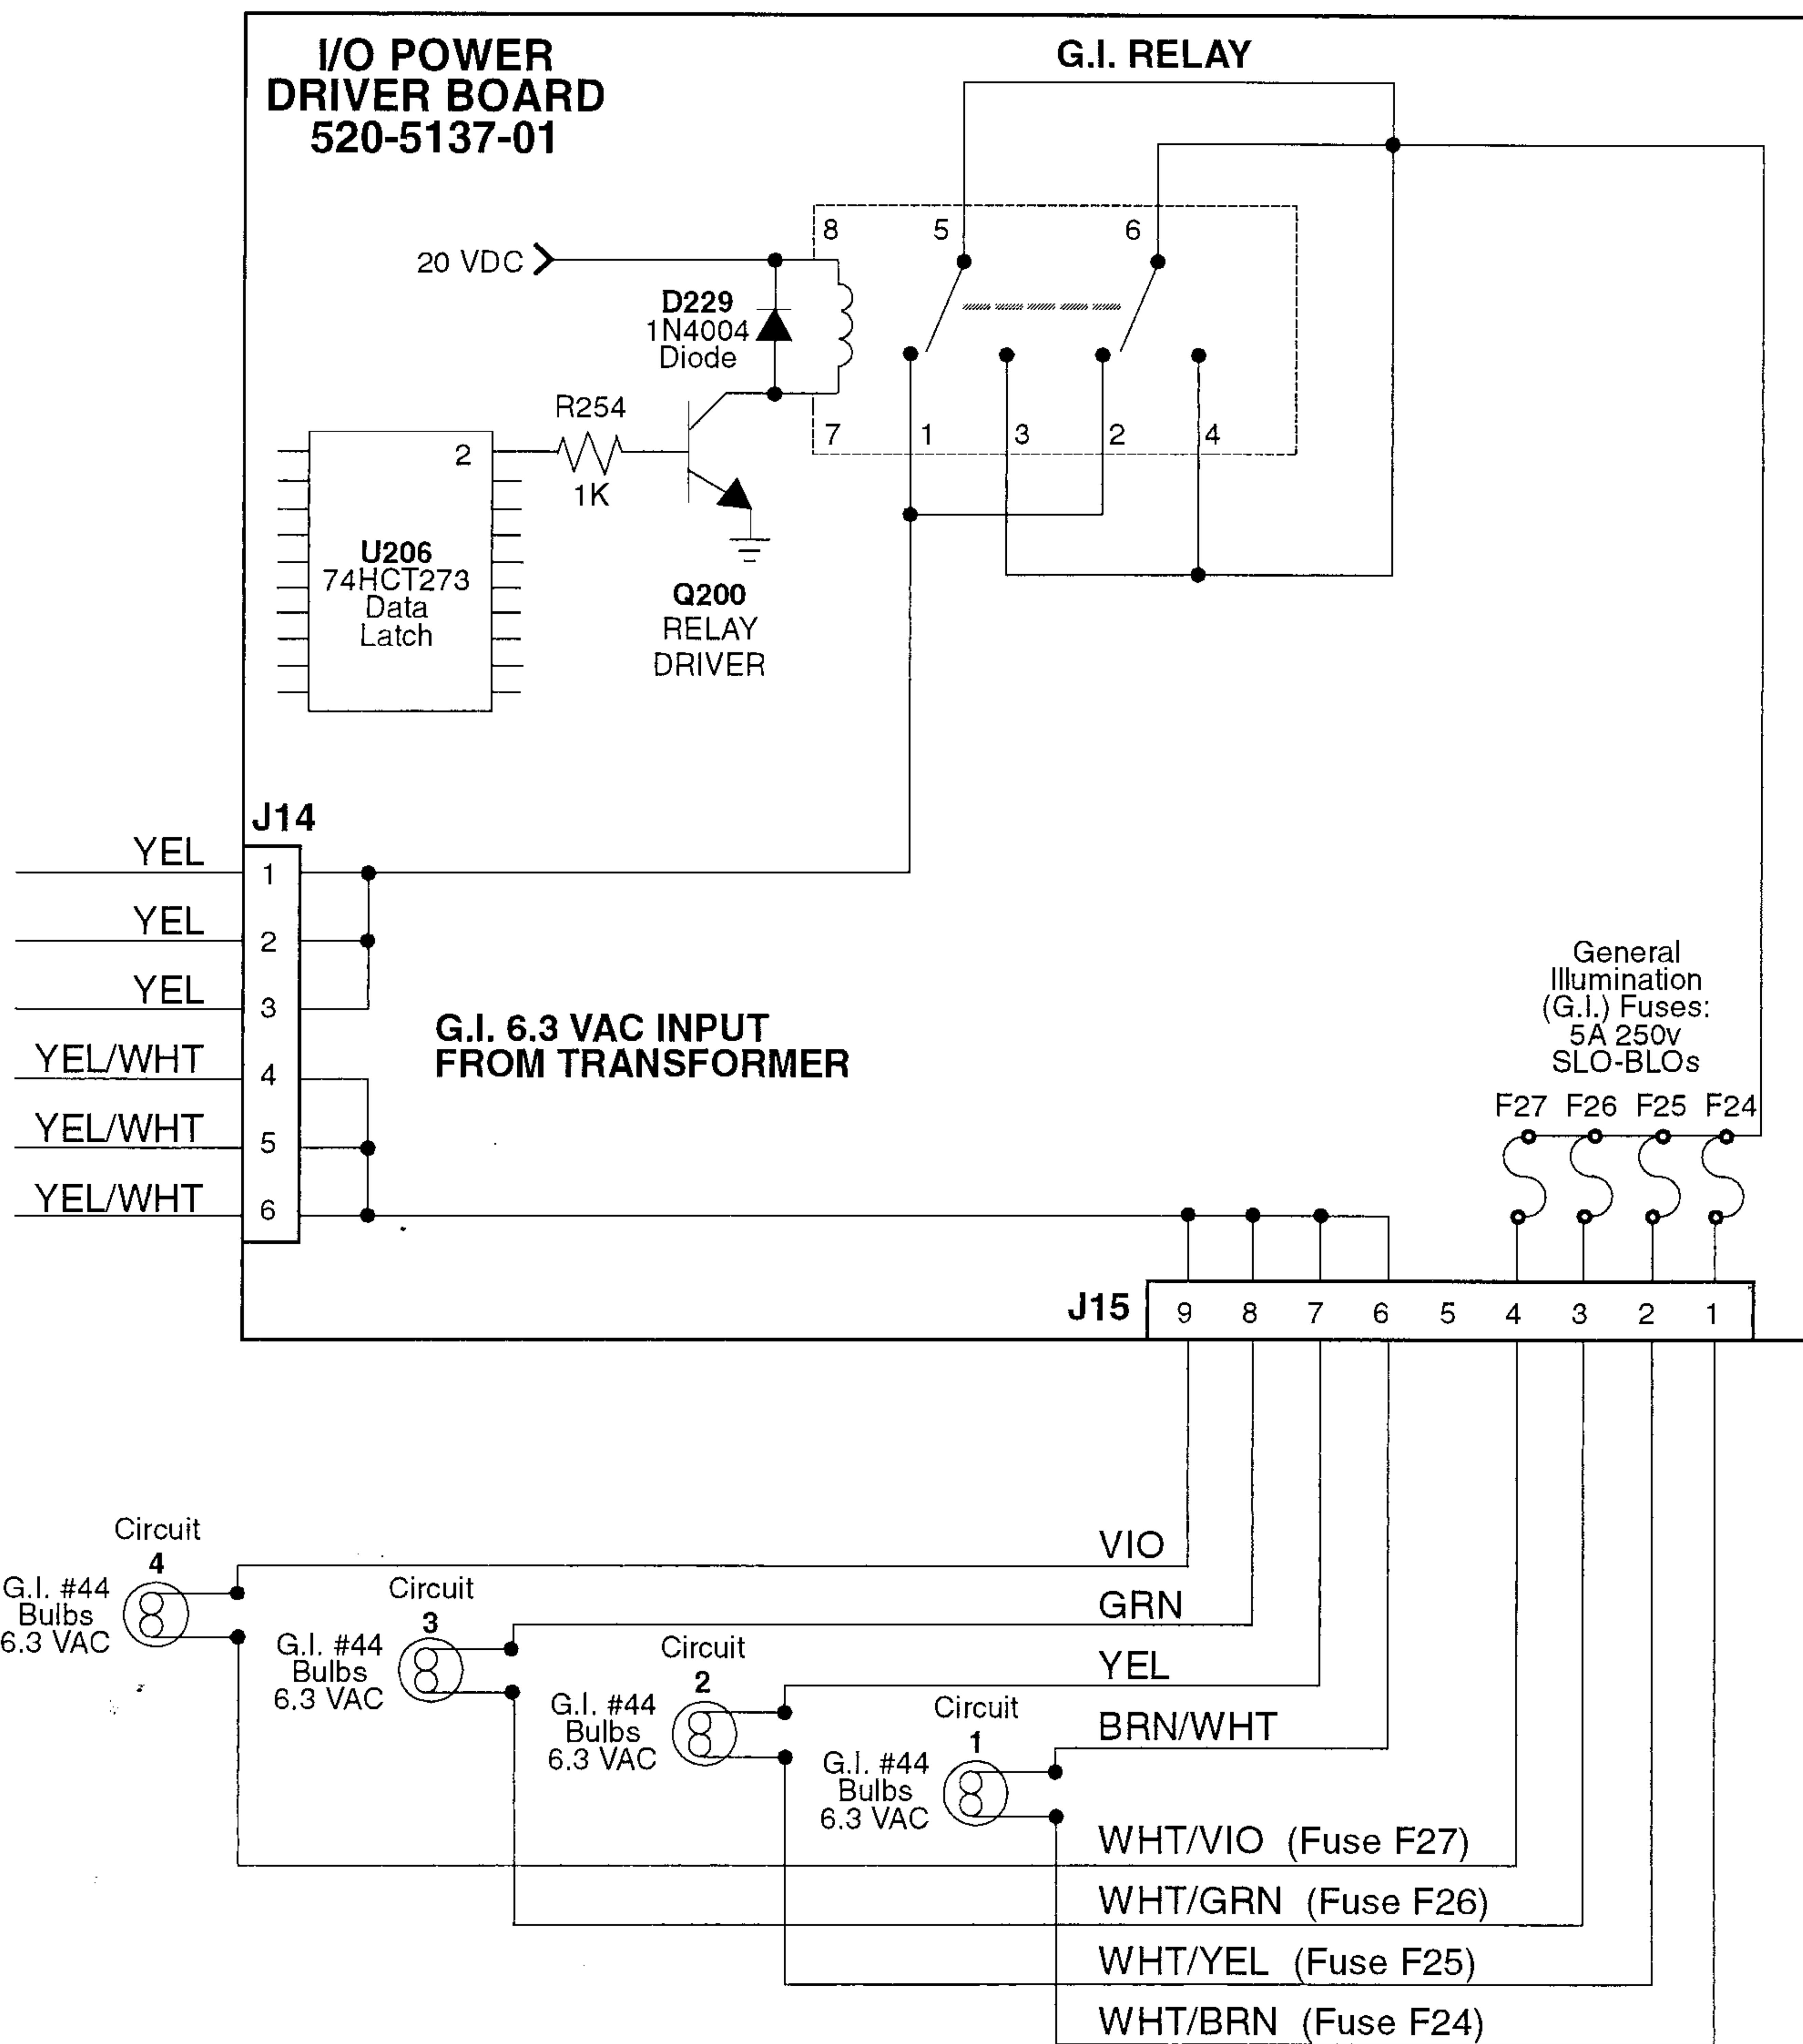 I/O POWER
DRIVER BOARD
520-5137-01
G.I. RELAY
8
5
6
20 VDC
D229
1N4004
Diode
R254
7
1
3
2
4
2
1K
U206
74HCT273
Data
Latch
Q200
RELAY
DRIVER
J14
YEL
1
YEL
2
YEL
3
YEL/WHT
4
YEL/WHT
5
YEL/WHT
6
G.I. 6.3 VAC INPUT
FROM TRANSFORMER
General
Illumination
(G.I.) Fuses:
5A 250v
SLO-BLOs
F27 F26 F25 F24
J15
9 8 7 6 5 4 3 2 1
Circuit
4
G.I. #44
Bulbs
6.3 VAC
Circuit
3
G.I. #44
Bulbs
6.3 VAC
Circuit
2
G.I. #44
Bulbs
6.3 VAC
Circuit
1
G.I. #44
Bulbs
6.3 VAC
VIO
GRN
YEL
BRN/WHT
WHT/VIO (Fuse F27)
WHT/GRN (Fuse F26)
WHT/YEL (Fuse F25)
WHT/BRN (Fuse F24)